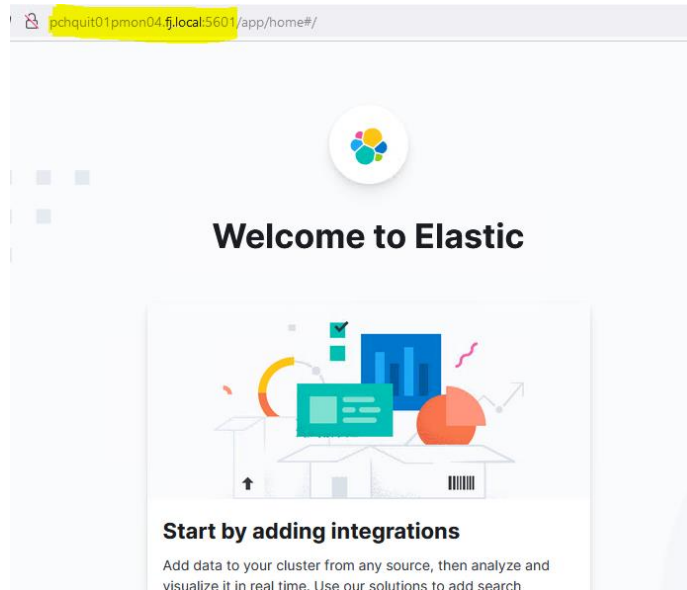 pchquit01pmon04.fj.local:5601/app/home#/
Welcome to Elastic
Start by adding integrations
Add data to your cluster from any source, then analyze and
visualize it in real time. Use our solutions to add search